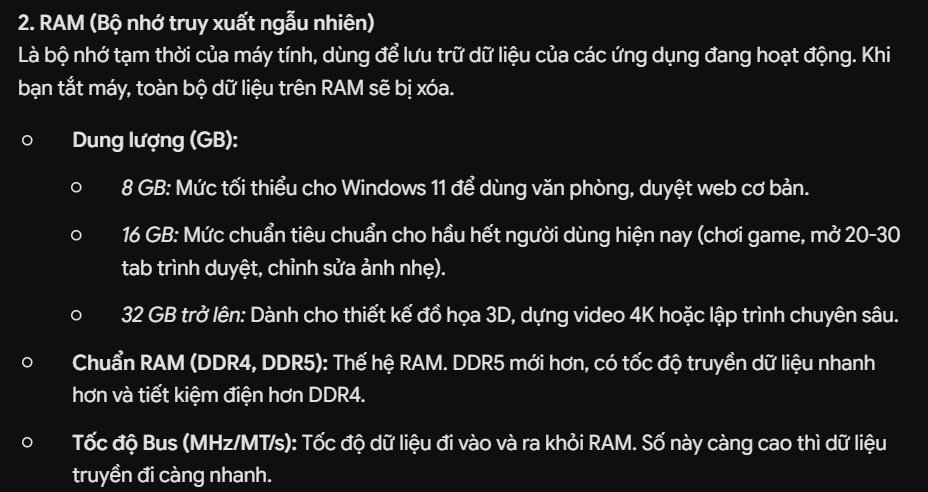 2. RAM (Bộ nhớ truy xuất ngẫu nhiên)
Là bộ nhớ tạm thời của máy tính, dùng để lưu trữ dữ liệu của các ứng dụng đang hoạt động. Khi
bạn tắt máy, toàn bộ dữ liệu trên RAM sẽ bị xóa.
Dung lượng (GB):
8 GB: Mức tối thiểu cho Windows 11 để dùng văn phòng, duyệt web cơ bản.
16 GB: Mức chuẩn tiêu chuẩn cho hầu hết người dùng hiện nay (chơi game, mở 20-30
tab trình duyệt, chỉnh sửa ảnh nhẹ).
32 GB trở lên: Dành cho thiết kế đồ họa 3D, dựng video 4K hoặc lập trình chuyên sâu.
Chuẩn RAM (DDR4, DDR5): Thế hệ RAM. DDR5 mới hơn, có tốc độ truyền dữ liệu nhanh
hơn và tiết kiệm điện hơn DDR4.
Tốc độ Bus (MHz/MT/s): Tốc độ dữ liệu đi vào và ra khỏi RAM. Số này càng cao thì dữ liệu
truyền đi càng nhanh.